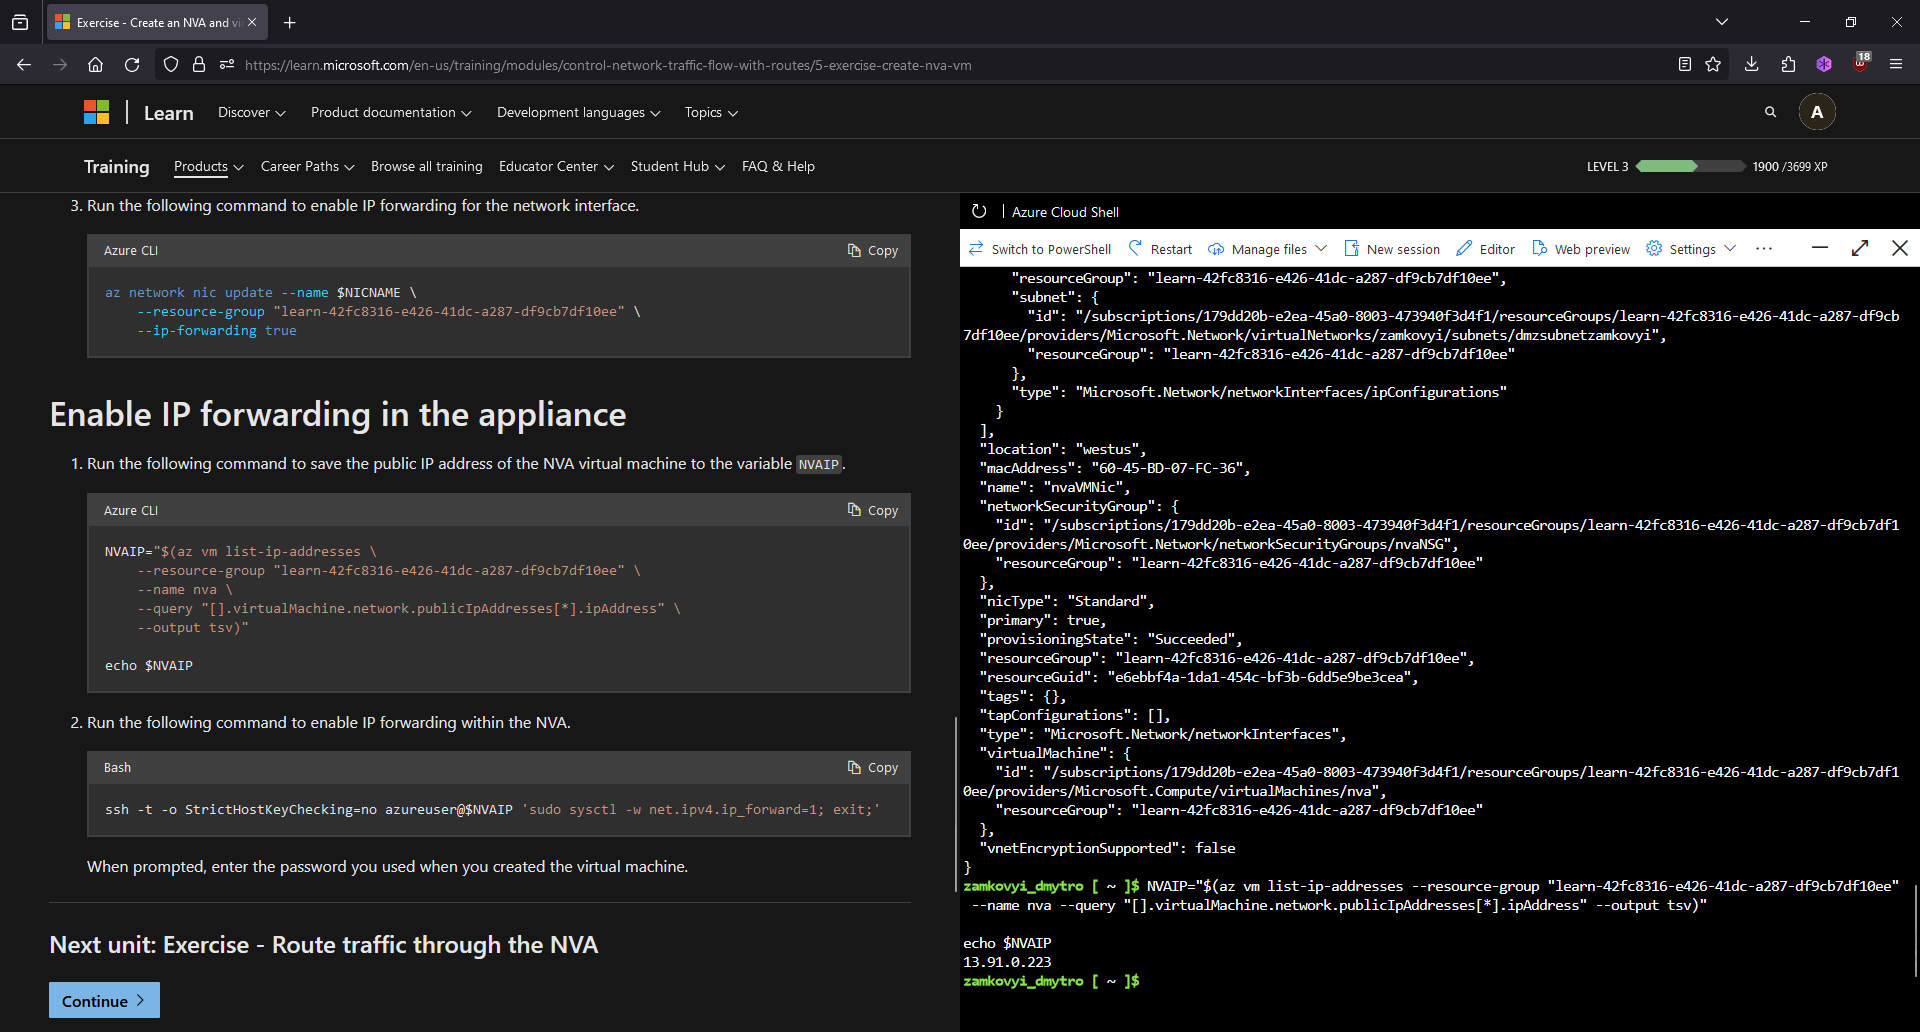 Exercise - Create an NVA and vi
https://learn.microsoft.com/en-us/training/modules/control-network-traffic-flow-with-routes/5-exercise-create-nva-vm
18
Learn
Discover
Product documentation
Development languages
Topics
A
Training
Products
Career Paths
Browse all training
Educator Center
Student Hub
FAQ & Help
LEVEL 3
1900 /3699 XP
3. Run the following command to enable IP forwarding for the network interface.
Azure CLI
Copy
az network nic update --name $NICNAME \
--resource-group "learn-42fc8316-e426-41dc-a287-df9cb7df10ee" \
--ip-forwarding true
Enable IP forwarding in the appliance
1. Run the following command to save the public IP address of the NVA virtual machine to the variable NVAIP.
Azure CLI
Copy
NVAIP="$(az vm list-ip-addresses \
--resource-group "learn-42fc8316-e426-41dc-a287-df9cb7df10ee" \
--name nva \
--query "[].virtualMachine.network.publicIpAddresses[*].ipAddress" \
--output tsv)"
echo $NVAIP
2. Run the following command to enable IP forwarding within the NVA.
Bash
Copy
ssh -t -o StrictHostKeyChecking=no azureuser@$NVAIP 'sudo sysctl -w net.ipv4.ip_forward=1; exit;'
When prompted, enter the password you used when you created the virtual machine.
Next unit: Exercise - Route traffic through the NVA
Continue
Azure Cloud Shell
Switch to PowerShell
Restart
Manage files
New session
Editor
Web preview
Settings
"resourceGroup": "learn-42fc8316-e426-41dc-a287-df9cb7df10ee",
"subnet": {
"id": "/subscriptions/179dd20b-e2ea-45a0-8003-473940f3d4f1/resourceGroups/learn-42fc8316-e426-41dc-a287-df9cb
7df10ee/providers/Microsoft.Network/virtualNetworks/zamkovyi/subnets/dmzsubnetzamkovyi",
"resourceGroup": "learn-42fc8316-e426-41dc-a287-df9cb7df10ee"
},
"type": "Microsoft.Network/networkInterfaces/ipConfigurations"
}
],
"location": "westus",
"macAddress": "60-45-BD-07-FC-36",
"name": "nvaVMNic",
"networkSecurityGroup": {
"id": "/subscriptions/179dd20b-e2ea-45a0-8003-473940f3d4f1/resourceGroups/learn-42fc8316-e426-41dc-a287-df9cb7df1
0ee/providers/Microsoft.Network/networkSecurityGroups/nvaNSG",
"resourceGroup": "learn-42fc8316-e426-41dc-a287-df9cb7df10ee"
},
"nicType": "Standard",
"primary": true,
"provisioningState": "Succeeded",
"resourceGroup": "learn-42fc8316-e426-41dc-a287-df9cb7df10ee",
"resourceGuid": "e6ebbf4a-1da1-454c-bf3b-6dd5e9be3cea",
"tags": {},
"tapConfigurations": [],
"type": "Microsoft.Network/networkInterfaces",
"virtualMachine": {
"id": "/subscriptions/179dd20b-e2ea-45a0-8003-473940f3d4f1/resourceGroups/learn-42fc8316-e426-41dc-a287-df9cb7df1
0ee/providers/Microsoft.Compute/virtualMachines/nva",
"resourceGroup": "learn-42fc8316-e426-41dc-a287-df9cb7df10ee"
},
"vnetEncryptionSupported": false
}
zamkovyi_dmytro [ ~ ]$ NVAIP="$(az vm list-ip-addresses --resource-group "learn-42fc8316-e426-41dc-a287-df9cb7df10ee"
--name nva --query "[].virtualMachine.network.publicIpAddresses[*].ipAddress" --output tsv)"
echo $NVAIP
13.91.0.223
zamkovyi_dmytro [ ~ ]$